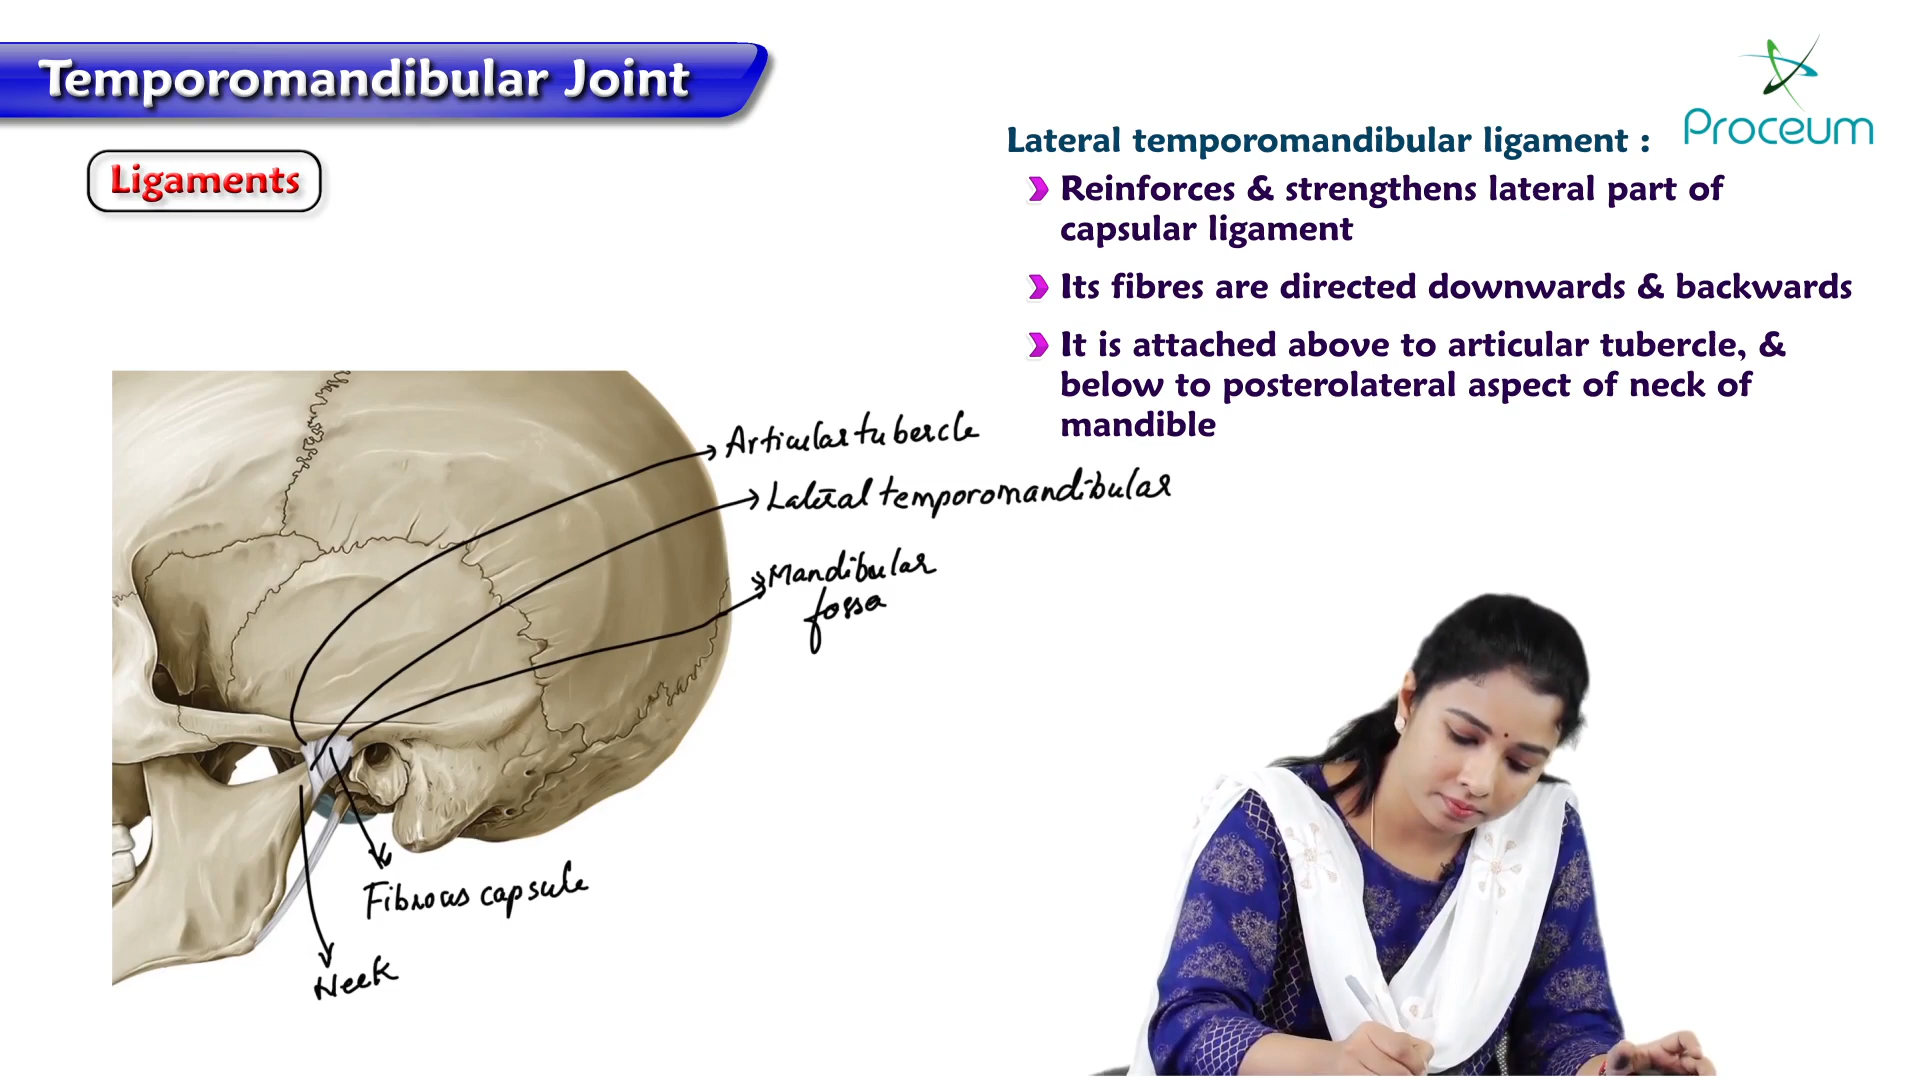 Temporomandibular Joint
Proceum
Ligaments
Lateral temporomandibular ligament :
Reinforces & strengthens lateral part of
capsular ligament
Its fibres are directed downwards & backwards
It is attached above to articular tubercle, &
below to posterolateral aspect of neck of
mandible
Articular tubercle
Lateral temporomandibular
Mandibular
fossa
Fibrous capsule
Neck